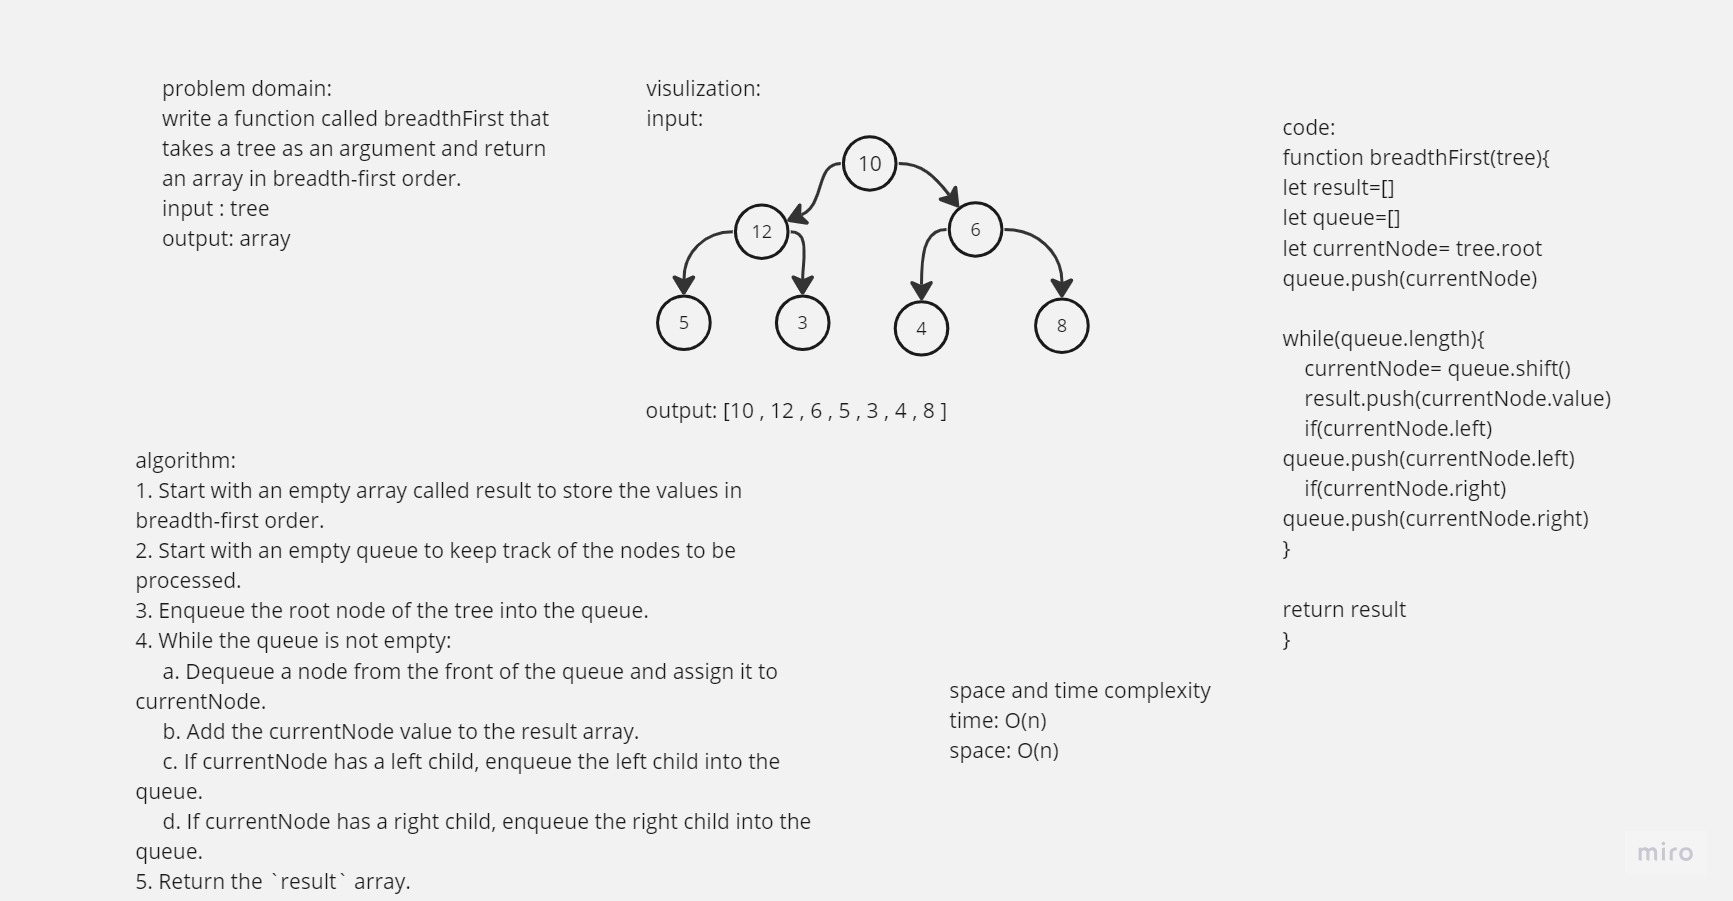 problem domain:
write a function called breadthFirst that
takes a tree as an argument and return
an array in breadth-first order.
input : tree
output: array
visulization:
input:
10
12
6
5
3
4
8
output: [10 , 12 , 6 , 5 , 3 , 4 , 8 ]
algorithm:
1. Start with an empty array called result to store the values in
breadth-first order.
2. Start with an empty queue to keep track of the nodes to be
processed.
3. Enqueue the root node of the tree into the queue.
4. While the queue is not empty:
a. Dequeue a node from the front of the queue and assign it to
currentNode.
b. Add the currentNode value to the result array.
c. If currentNode has a left child, enqueue the left child into the
queue.
d. If currentNode has a right child, enqueue the right child into the
queue.
5. Return the `result` array.
space and time complexity
time: O(n)
space: O(n)
code:
function breadthFirst(tree){
let result=[]
let queue=[]
let currentNode= tree.root
queue.push(currentNode)
while(queue.length){
currentNode= queue.shift()
result.push(currentNode.value)
if(currentNode.left)
queue.push(currentNode.left)
if(currentNode.right)
queue.push(currentNode.right)
}
return result
}
miro